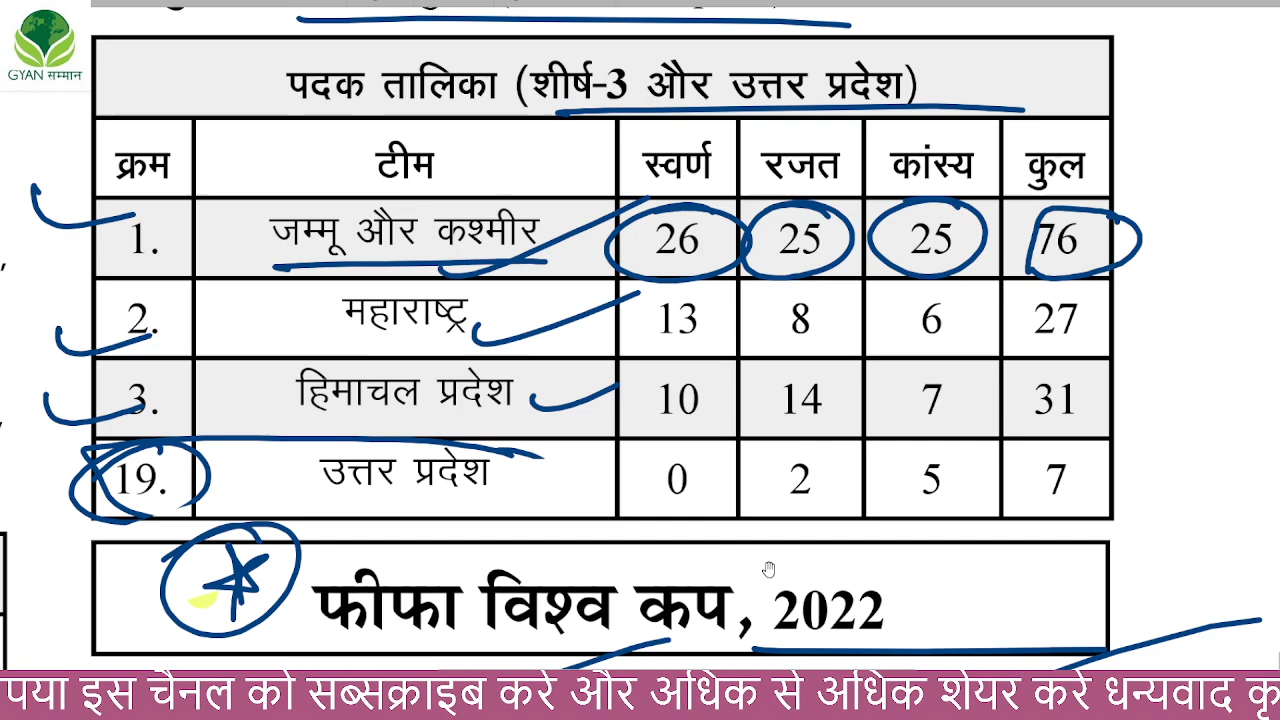 GYAN सम्मान
पदक तालिका (शीर्ष-3 और उत्तर प्रदेश)
क्रम टीम स्वर्ण रजत कांस्य कुल
1. जम्मू और कश्मीर 26 25 25 76
2. महाराष्ट्र 13 8 6 27
3. हिमाचल प्रदेश 10 14 7 31
19. उत्तर प्रदेश 0 2 5 7
फीफा विश्व कप, 2022
पया इस चैनल को सब्सक्राइब करे और अधिक से अधिक शेयर करे धन्यवाद कृ